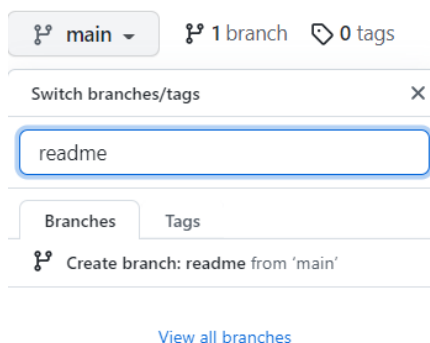 main 1 branch 0 tags
Switch branches/tags
readme
Branches Tags
Create branch: readme from ‘main’
View all branches